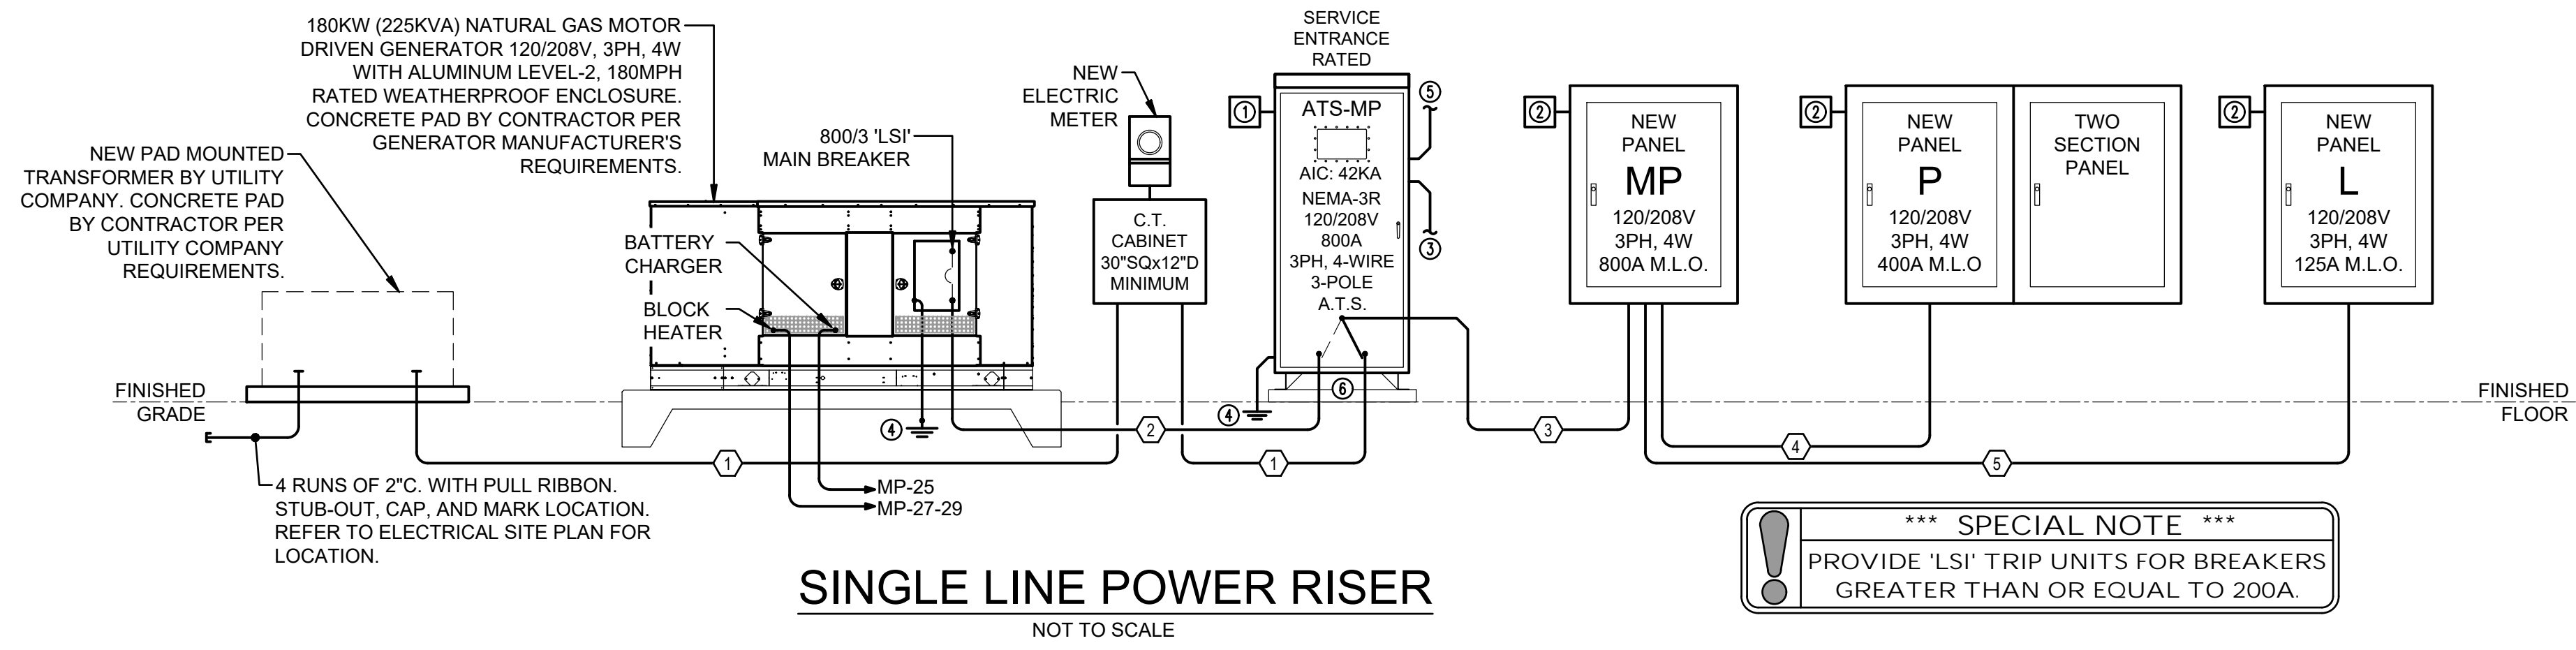 180KW (225KVA) NATURAL GAS MOTOR
DRIVEN GENERATOR 120/208V, 3PH, 4W
WITH ALUMINUM LEVEL-2, 180MPH
RATED WEATHERPROOF ENCLOSURE.
CONCRETE PAD BY CONTRACTOR PER
GENERATOR MANUFACTURER'S
REQUIREMENTS.
NEW PAD MOUNTED
TRANSFORMER BY UTILITY
COMPANY. CONCRETE PAD
BY CONTRACTOR PER
UTILITY COMPANY
REQUIREMENTS.
800/3 'LSI'
MAIN BREAKER
BATTERY
CHARGER
BLOCK
HEATER
NEW
ELECTRIC
METER
C.T.
CABINET
30"SQx12"D
MINIMUM
SERVICE
ENTRANCE
RATED
1
ATS-MP
AIC: 42KA
NEMA-3R
120/208V
800A
3PH, 4-WIRE
3-POLE
A.T.S.
5
3
6
4
4
2
NEW
PANEL
MP
120/208V
3PH, 4W
800A M.L.O.
2
NEW
PANEL
P
120/208V
3PH, 4W
400A M.L.O
TWO
SECTION
PANEL
2
NEW
PANEL
L
120/208V
3PH, 4W
125A M.L.O.
FINISHED
GRADE
FINISHED
FLOOR
1
2
1
3
4
5
MP-25
MP-27-29
4 RUNS OF 2"C. WITH PULL RIBBON.
STUB-OUT, CAP, AND MARK LOCATION.
REFER TO ELECTRICAL SITE PLAN FOR
LOCATION.
*** SPECIAL NOTE ***
PROVIDE 'LSI' TRIP UNITS FOR BREAKERS
GREATER THAN OR EQUAL TO 200A.
SINGLE LINE POWER RISER
NOT TO SCALE